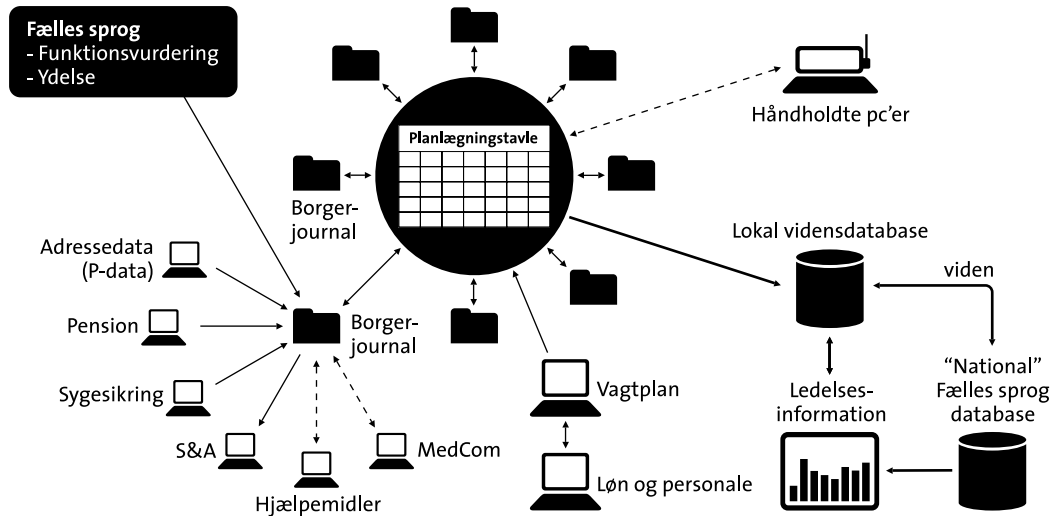 Fælles sprog
- Funktionsvurdering
- Ydelse
Planlægningstavle
Håndholdte pc’er
Borger-
journal
Adressedata
(P-data)
Pension
Sygesikring
Borger-
journal
S&A
Hjælpemidler
MedCom
Vagtplan
Løn og personale
Lokal vidensdatabase
viden
Ledelses-
information
“National”
Fælles sprog
database